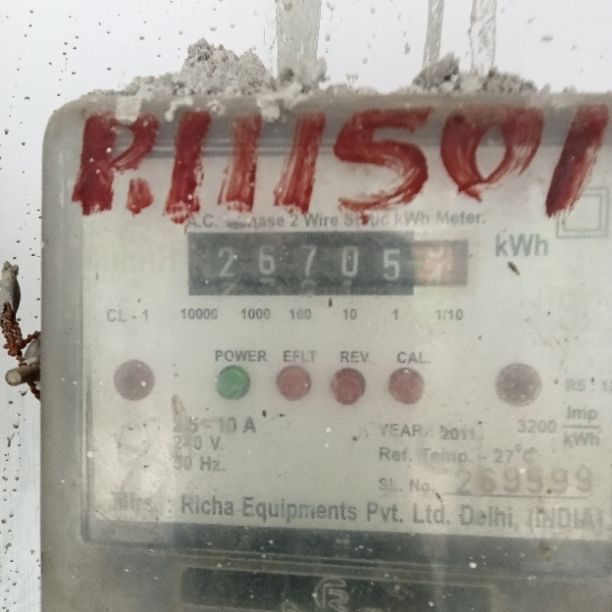 P.111501
A.C. Phase 2 Wire Static kWh Meter.
26705
kWh
CL - 1 10000 1000 100 10 1 1/10
POWER EFLT REV. CAL.
10 A
240 V
50 Hz.
YEAR : 2011
3200 Imp
kWh
Ref. Temp. - 27°C
SL. No. 269599
Mfrs. : Richa Equipments Pvt. Ltd. Delhi, (INDIA)